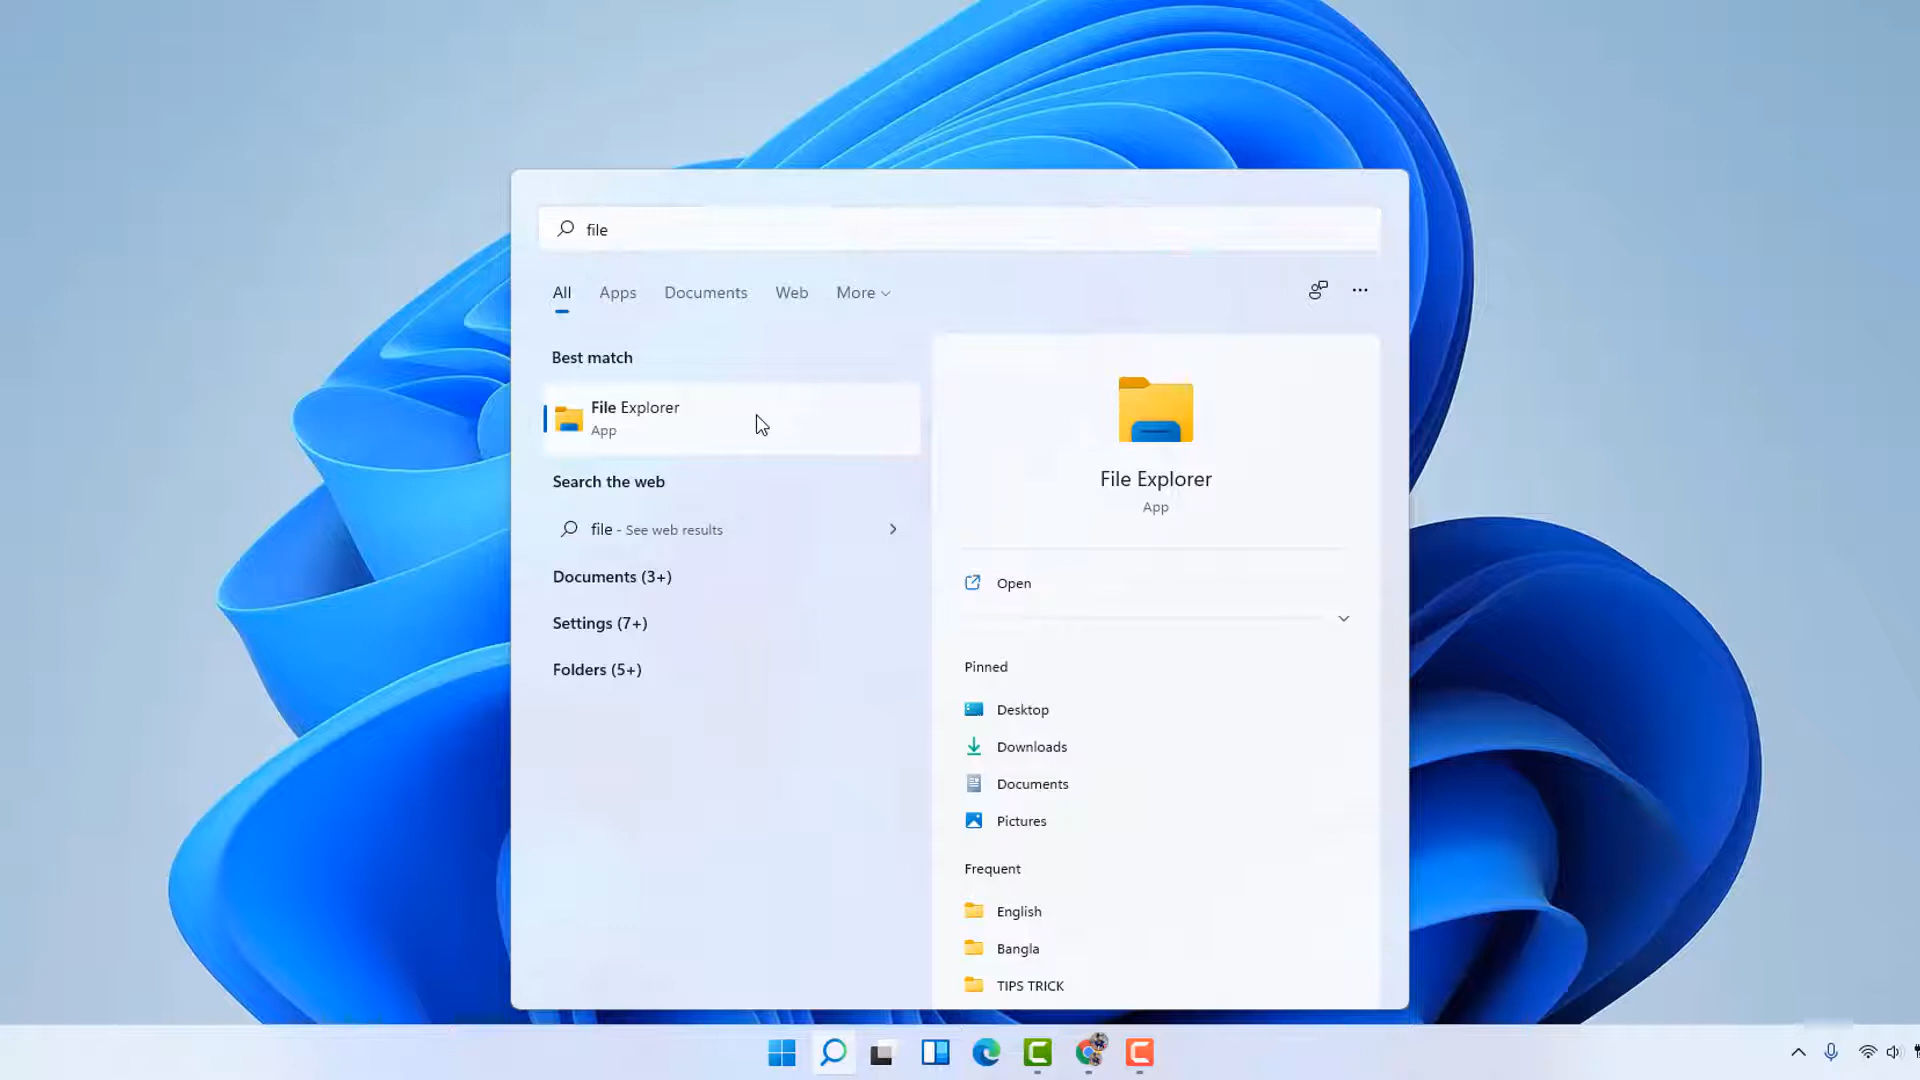 file
All Apps Documents Web More
Best match
File Explorer
App
Search the web
file - See web results
Documents (3+)
Settings (7+)
Folders (5+)
File Explorer
App
Open
Pinned
Desktop
Downloads
Documents
Pictures
Frequent
English
Bangla
TIPS TRICK